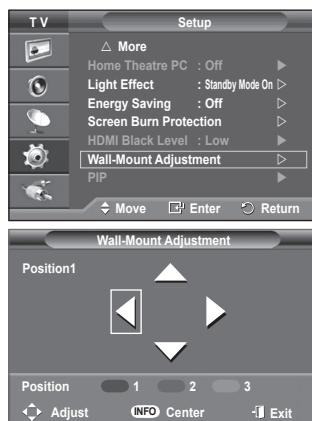 TV Setup
△ More
Home Theatre PC : Off ▶
Light Effect : Standby Mode On ▷
Energy Saving : Off ▷
Screen Burn Protection ▷
HDMI Black Level : Low ▶
Wall-Mount Adjustment ▷
PIP ▶
Move Enter Return
Wall-Mount Adjustment
Position1
Position 1 2 3
Adjust INFO Center Exit